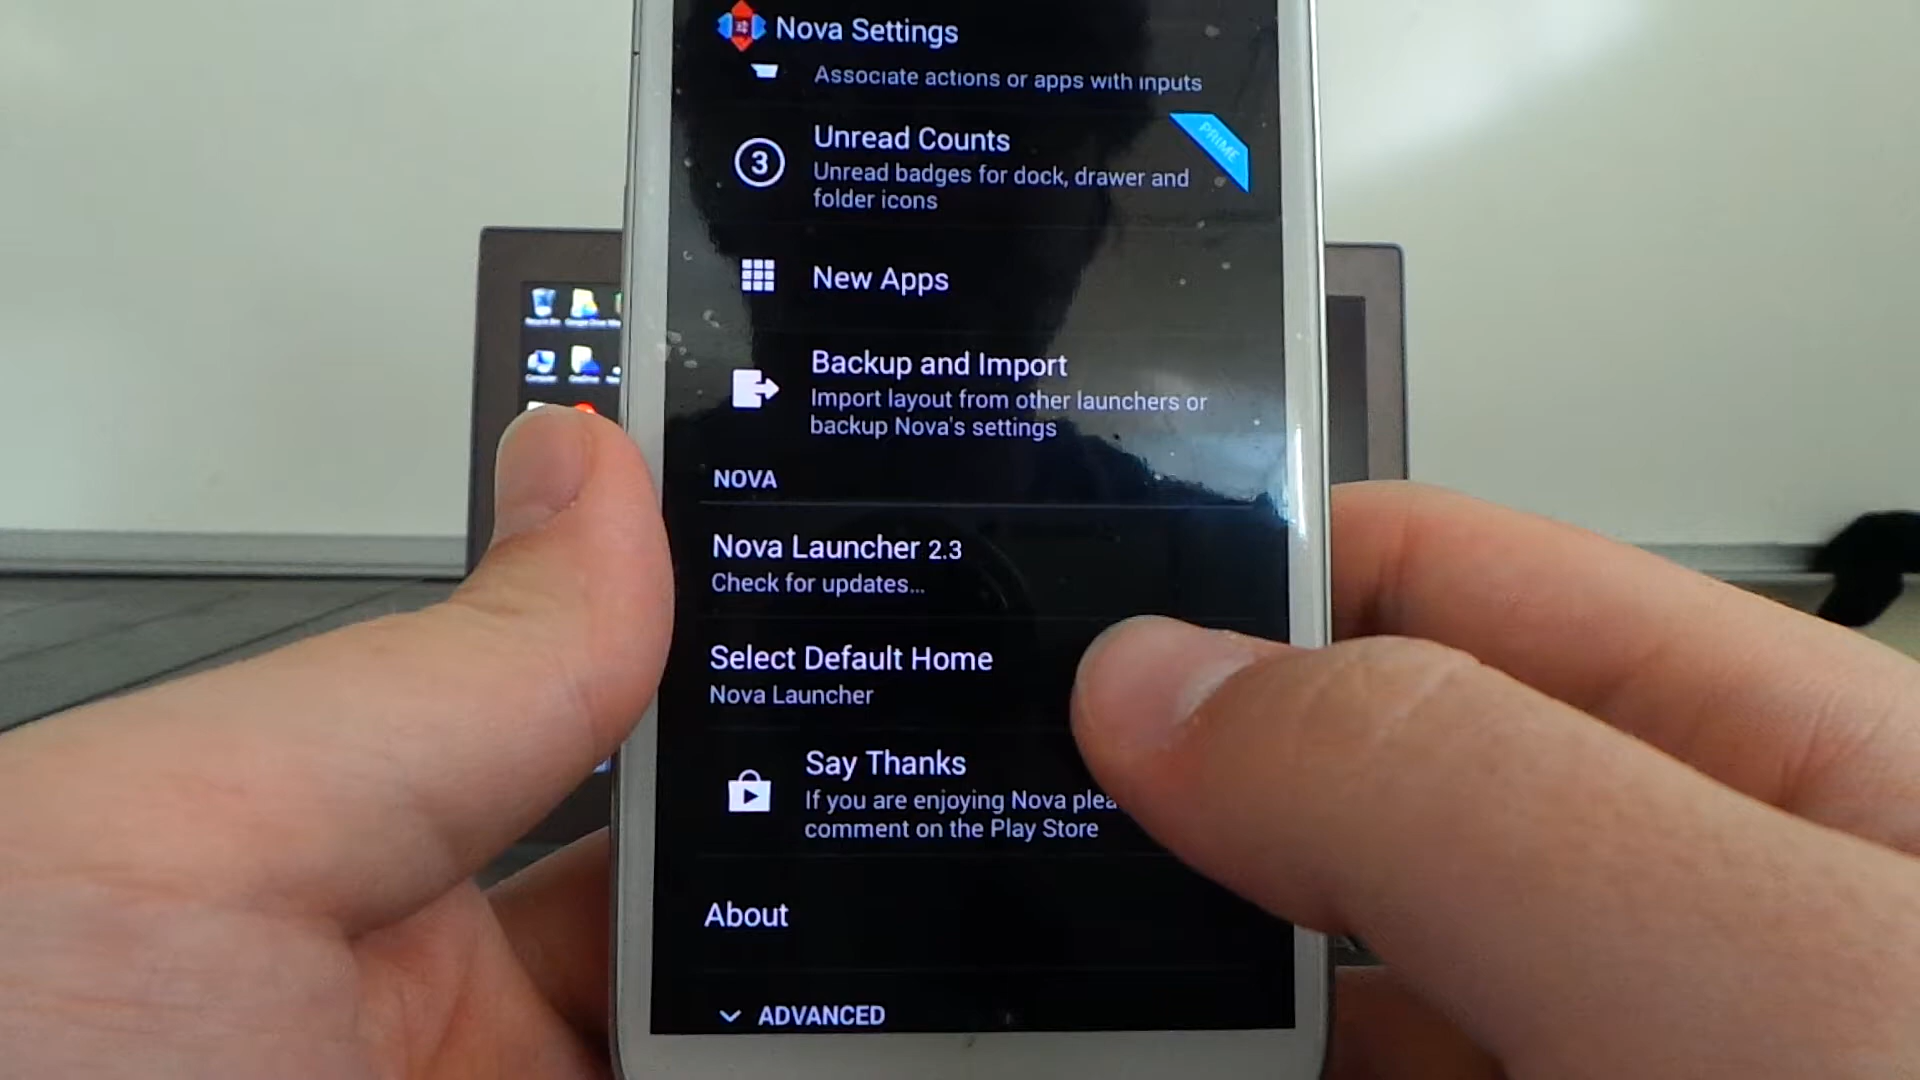 Nova Settings
Associate actions or apps with inputs
Unread Counts
PRIME
Unread badges for dock, drawer and
folder icons
3
New Apps
Backup and Import
Import layout from other launchers or
backup Nova's settings
NOVA
Nova Launcher 2.3
Check for updates...
Select Default Home
Nova Launcher
Say Thanks
If you are enjoying Nova
comment on the Play Store
About
ADVANCED